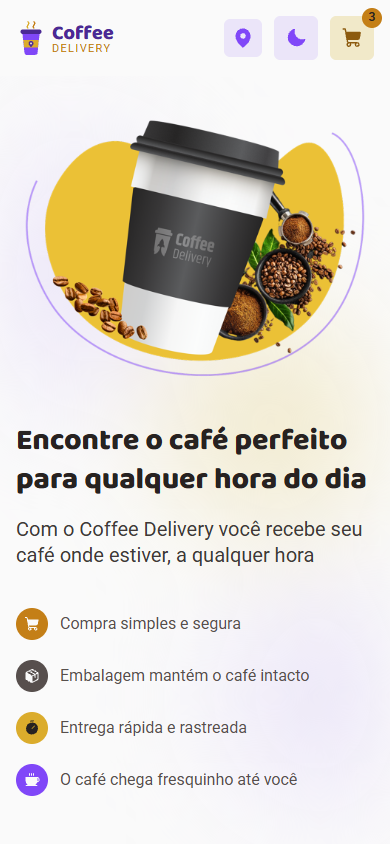 Coffee
DELIVERY
3
Coffee
Delivery
Encontre o café perfeito
para qualquer hora do dia
Com o Coffee Delivery você recebe seu
café onde estiver, a qualquer hora
Compra simples e segura
Embalagem mantém o café intacto
Entrega rápida e rastreada
O café chega fresquinho até você